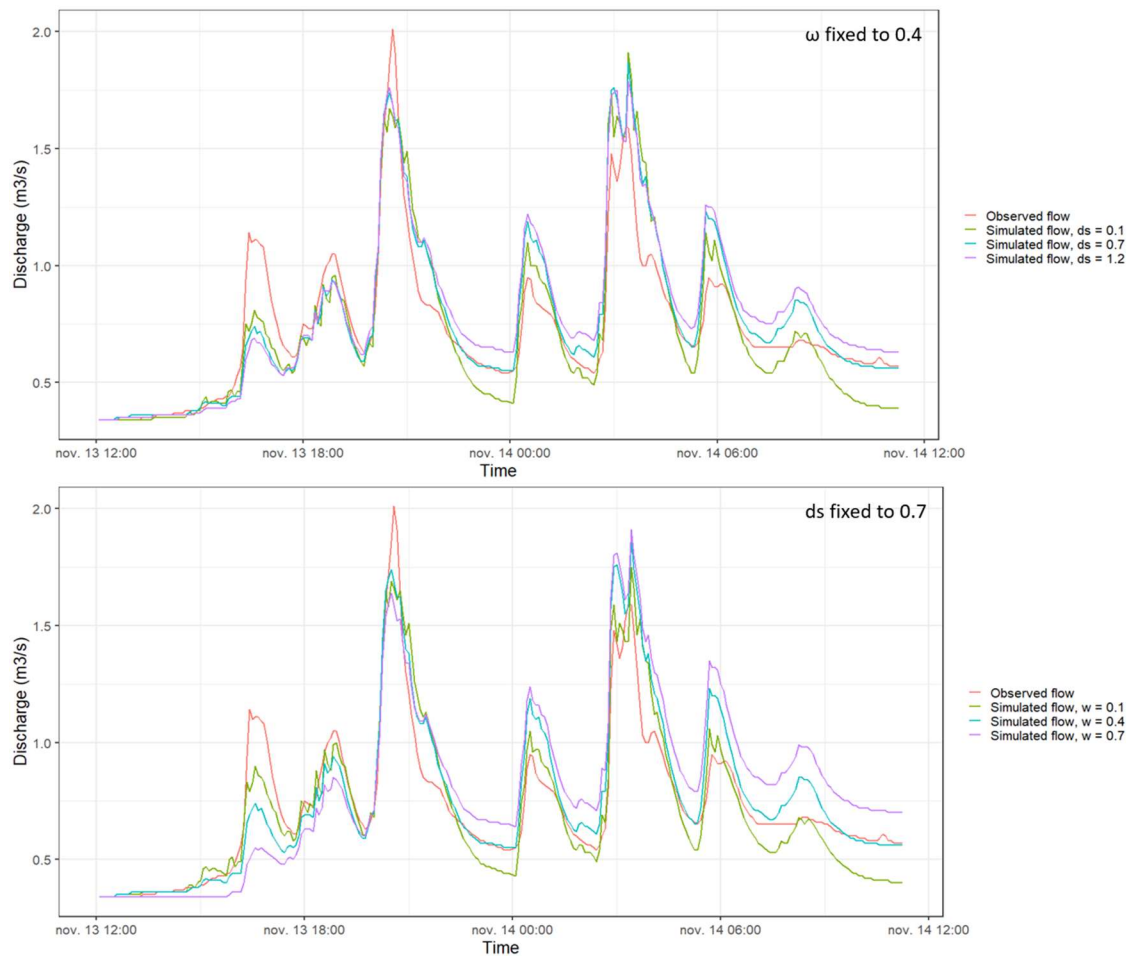 ω fixed to 0.4
2.0
1.5
1.0
0.5
Discharge (m3/s)
nov. 13 12:00
nov. 13 18:00
nov. 14 00:00
nov. 14 06:00
nov. 14 12:00
Time
Observed flow
Simulated flow, ds = 0.1
Simulated flow, ds = 0.7
Simulated flow, ds = 1.2
ds fixed to 0.7
2.0
1.5
1.0
0.5
Discharge (m3/s)
nov. 13 12:00
nov. 13 18:00
nov. 14 00:00
nov. 14 06:00
nov. 14 12:00
Time
Observed flow
Simulated flow, w = 0.1
Simulated flow, w = 0.4
Simulated flow, w = 0.7